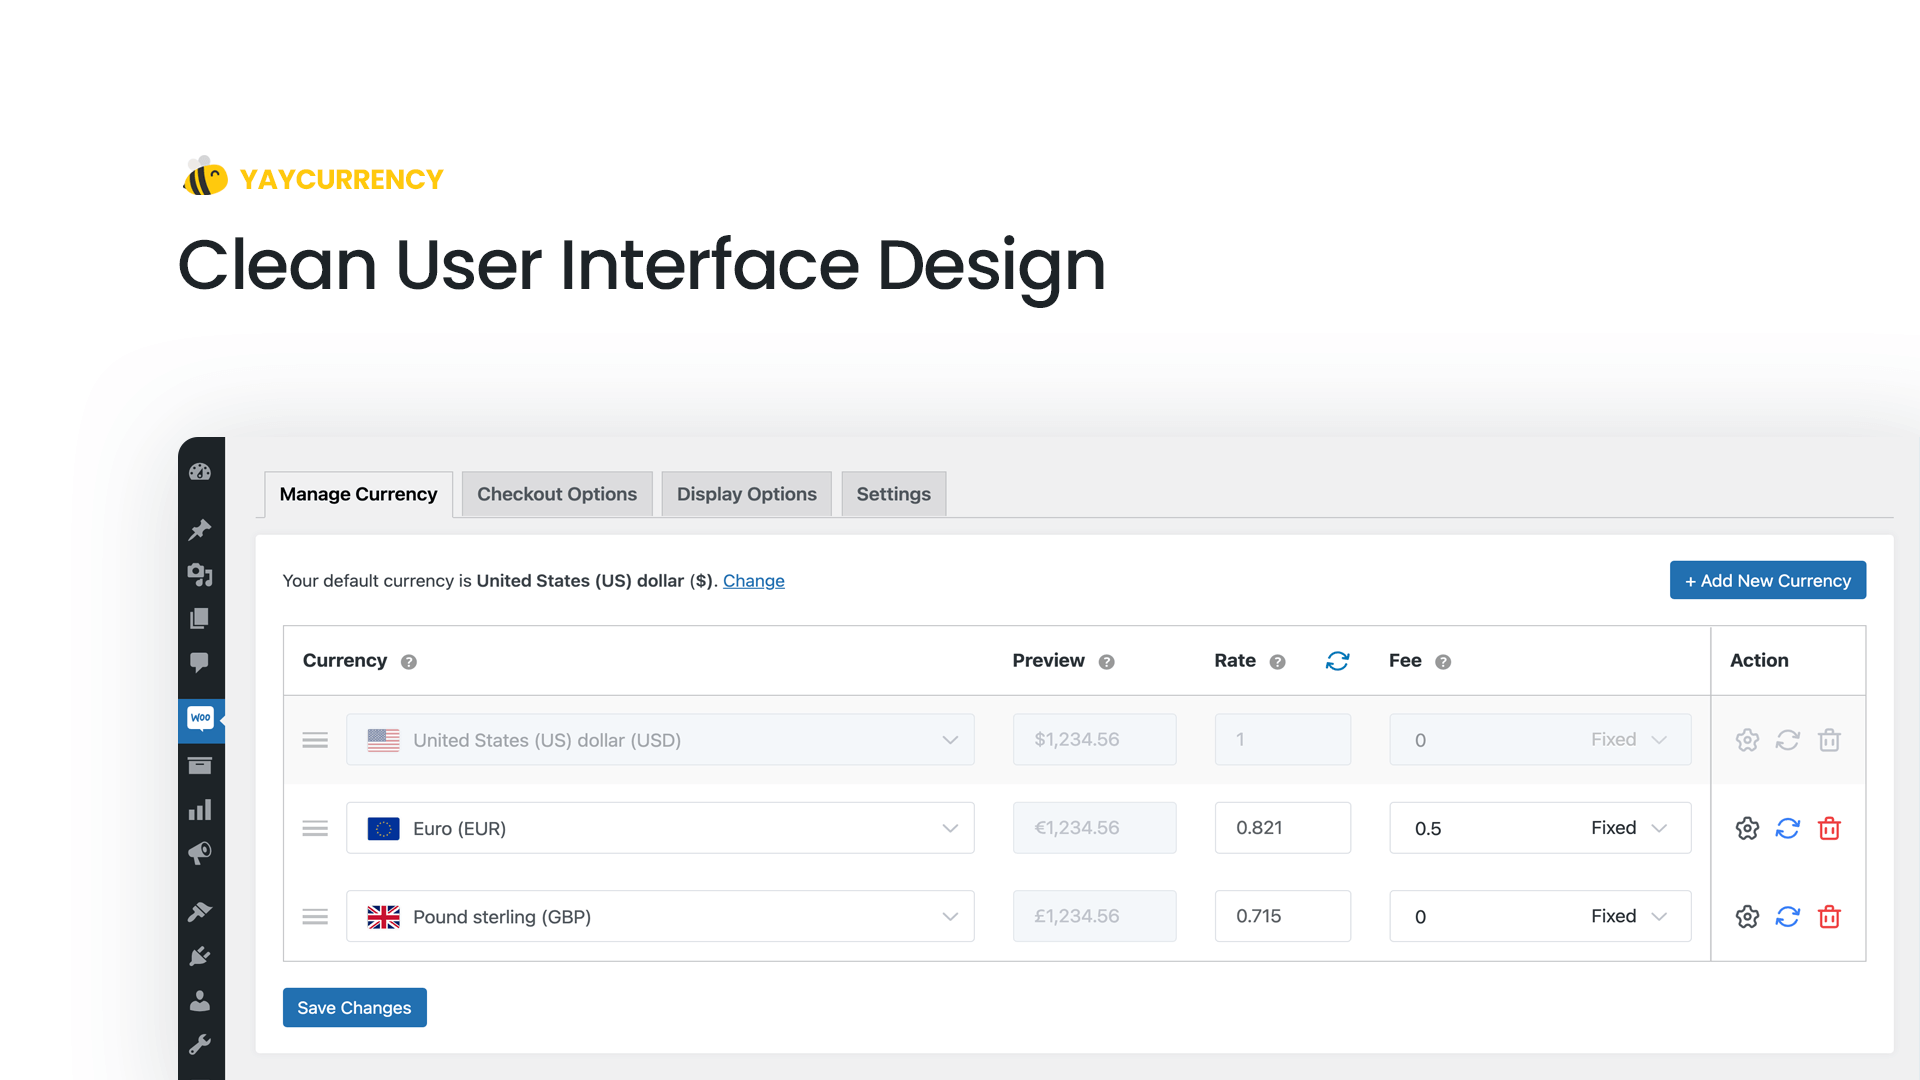 YAYCURRENCY
Clean User Interface Design
Manage Currency Checkout Options Display Options Settings
Your default currency is United States (US) dollar ($). Change + Add New Currency
Currency ? Preview ? Rate ? Fee ? Action
woo
United States (US) dollar (USD) $1,234.56 1 0 Fixed
Euro (EUR) €1,234.56 0.821 0.5 Fixed
Pound sterling (GBP) £1,234.56 0.715 0 Fixed
Save Changes